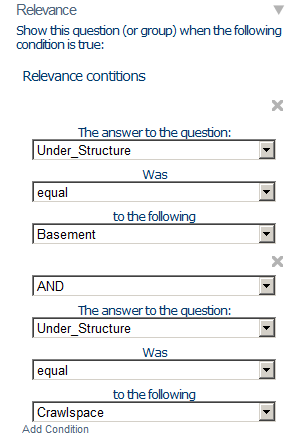 Relevance
Show this question (or group) when the following
condition is true:
Relevance contitions
The answer to the question:
Under_Structure
Was
equal
to the following
Basement
AND
The answer to the question:
Under_Structure
Was
equal
to the following
Crawlspace
Add Condition